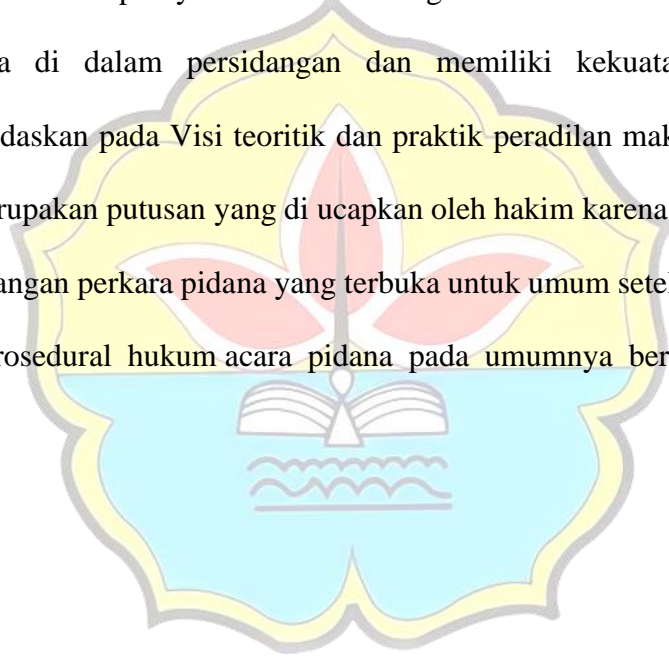 a di dalam persidangan dan memiliki kekuata
daskan pada Visi teoritik dan praktik peradilan mak
rupakan putusan yang di ucapkan oleh hakim karena
angan perkara pidana yang terbuka untuk umum setel
rosedural hukum acara pidana pada umumnya ber